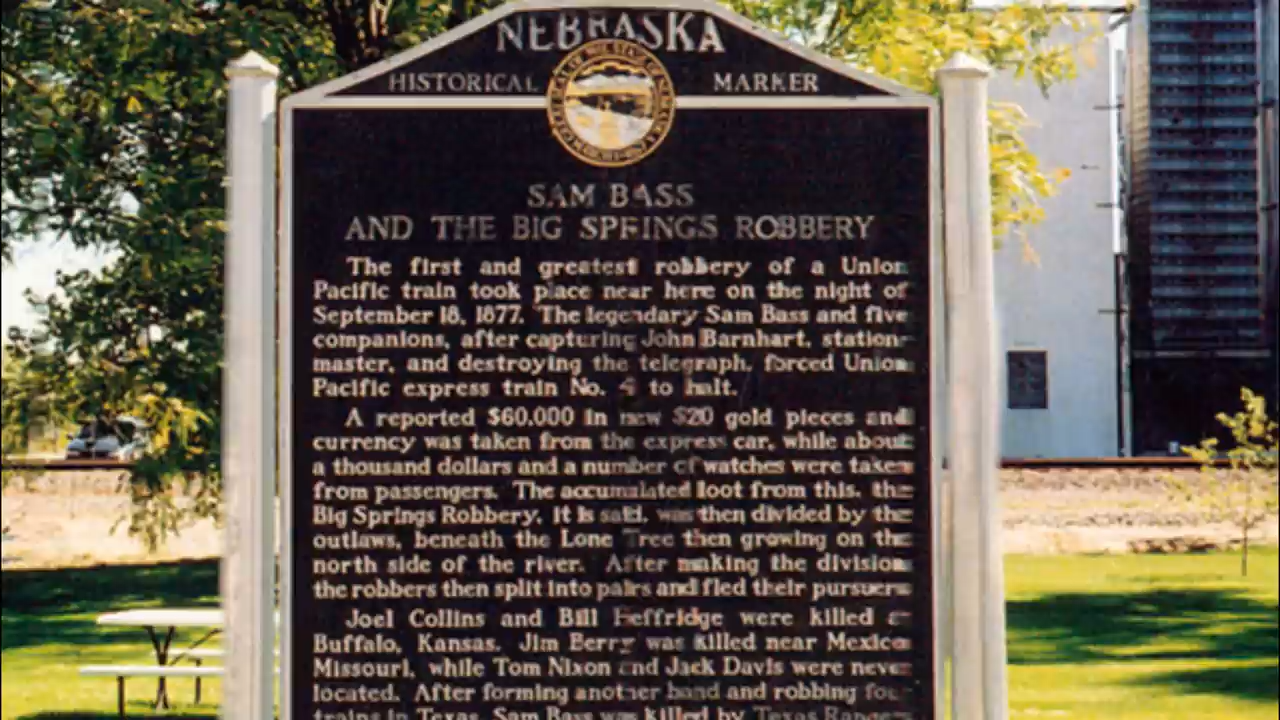 NEBRASKA
HISTORICAL MARKER
SAM BASS
AND THE BIG SPRINGS ROBBERY
The first and greatest robbery of a Union
Pacific train took place near here on the night of
September 18, 1877. The legendary Sam Bass and five
companions, after capturing John Barnhart, station-
master, and destroying the telegraph, forced Union
Pacific express train No. 4 to halt.
A reported $60,000 in new $20 gold pieces and
currency was taken from the express car, while about
a thousand dollars and a number of watches were taken
from passengers. The accumulated loot from this, the
Big Springs Robbery, it is said, was then divided by the
outlaws, beneath the Lone Tree then growing on the
north side of the river. After making the division
the robbers then split into pairs and fled their pursuers
Joel Collins and Bill Heffridge were killed
Buffalo, Kansas. Jim Berry was killed near Mexico
Missouri, while Tom Nixon and Jack Davis were never
located. After forming another band and robbing four
trains in Texas, Sam Bass was killed by Texas Rangers